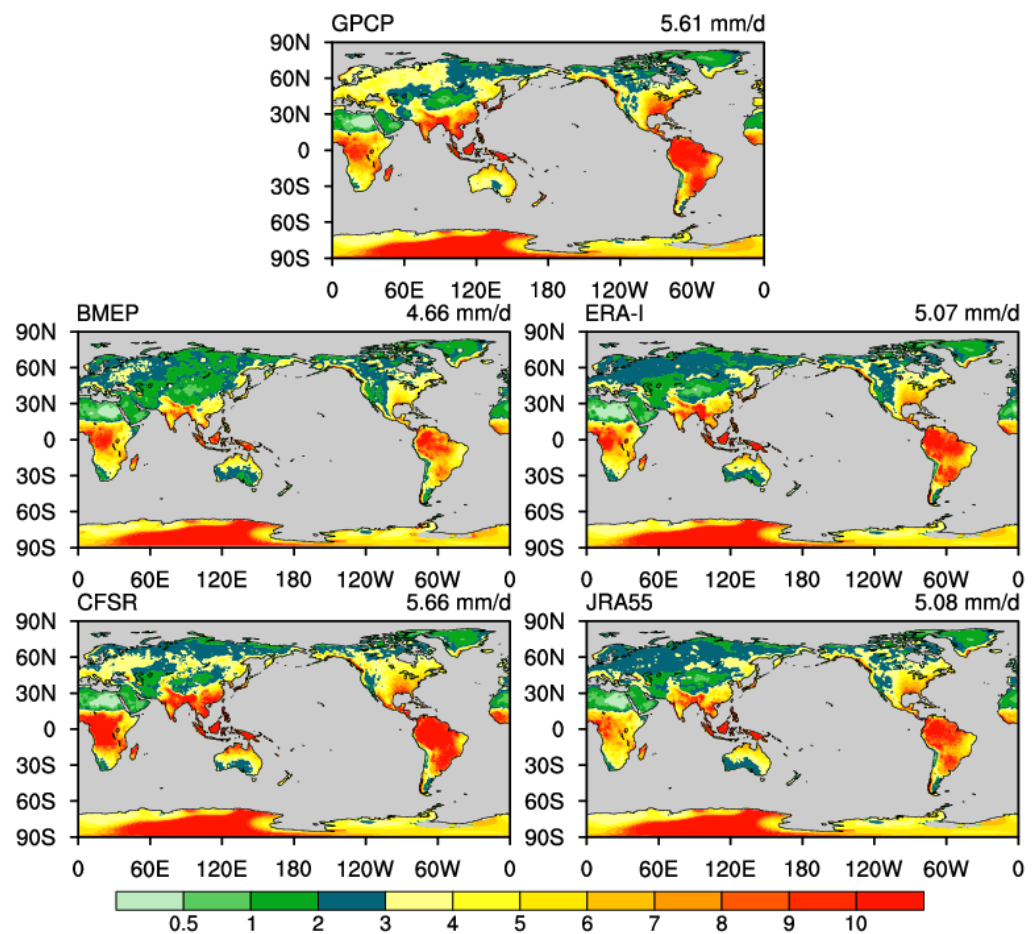 GPCP 5.61 mm/d
90N
60N
30N
0
30S
60S
90S
0 60E 120E 180 120W 60W 0
BMEP 4.66 mm/d ERA-I 5.07 mm/d
90N 90N
60N 60N
30N 30N
0 0
30S 30S
60S 60S
90S 90S
0 60E 120E 180 120W 60W 0 0 60E 120E 180 120W 60W 0
CFSR 5.66 mm/d JRA55 5.08 mm/d
90N 90N
60N 60N
30N 30N
0 0
30S 30S
60S 60S
90S 90S
0 60E 120E 180 120W 60W 0 0 60E 120E 180 120W 60W 0
0.5 1 2 3 4 5 6 7 8 9 10